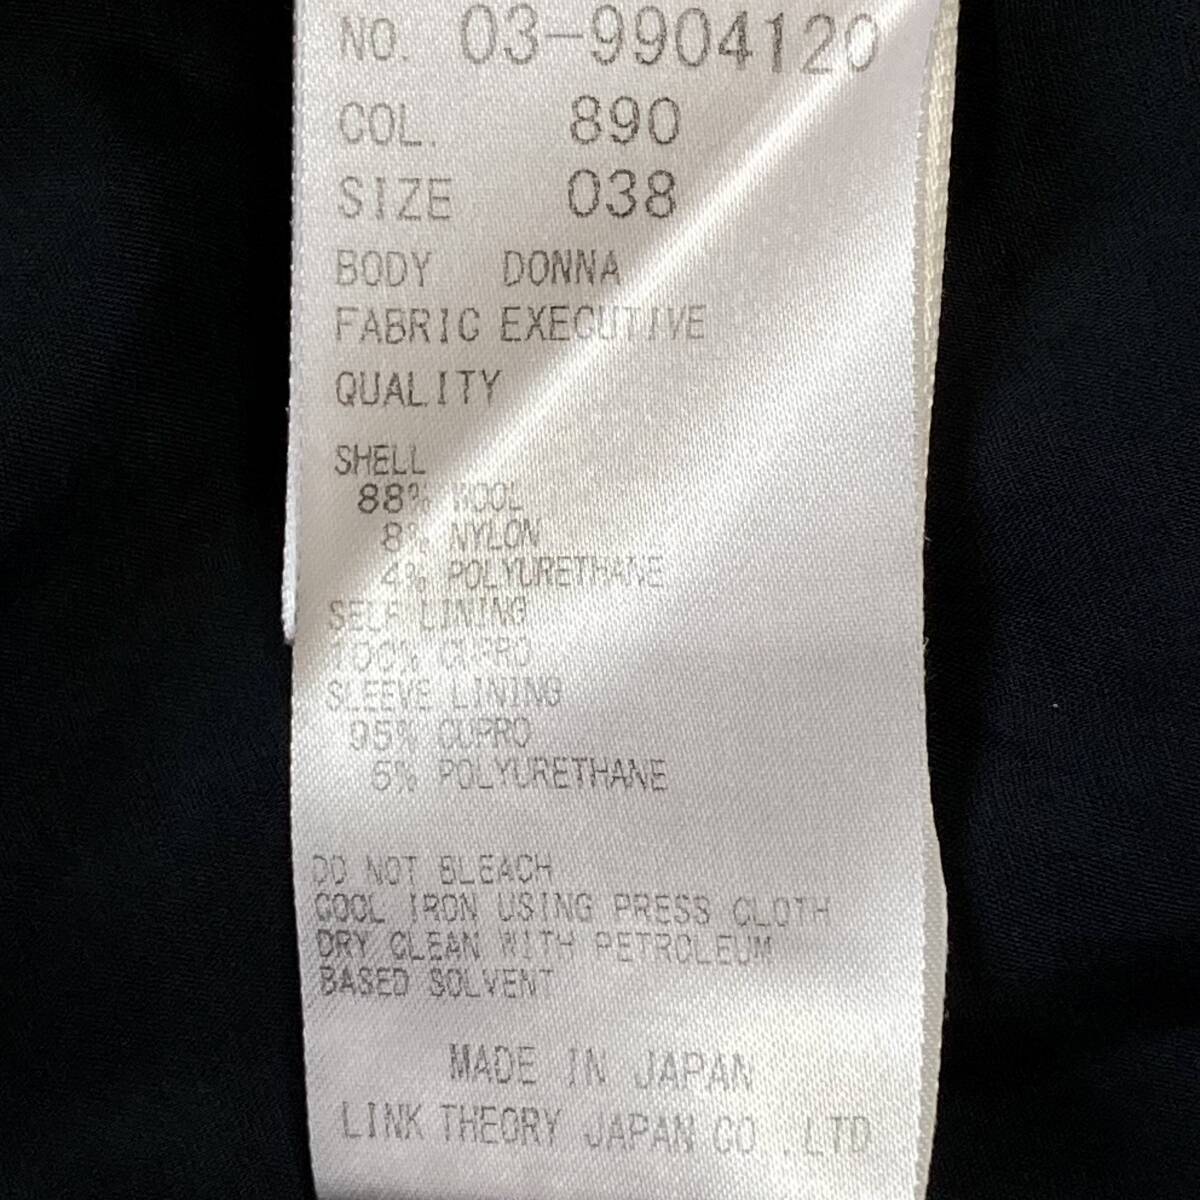 NO. 03-9904120
COL. 890
SIZE 038
BODY DONNA
FABRIC EXECUTIVE
QUALITY
SHELL
88% WOOL
8% NYLON
4% POLYURETHANE
SELF LINING
100% CUPRO
SLEEVE LINING
95% CUPRO
5% POLYURETHANE
DO NOT BLEACH
COOL IRON USING PRESS CLOTH
DRY CLEAN WITH PETROLEUM
BASED SOLVENT
MADE IN JAPAN
LINK THEORY JAPAN CO.,LTD